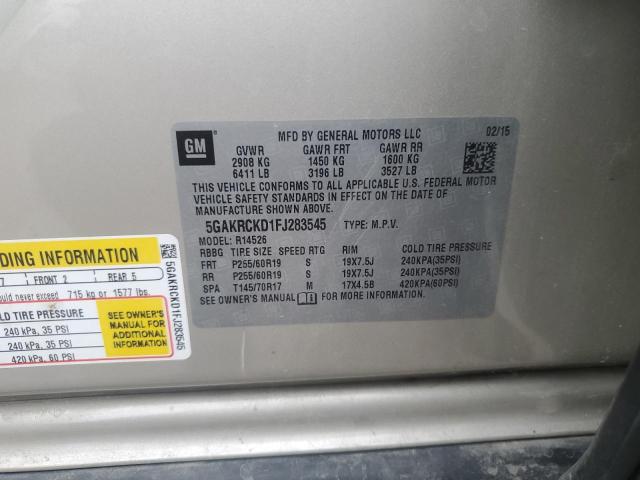 GM
MFD BY GENERAL MOTORS LLC 02/15
GVWR GAWR FRT GAWR RR
2908 KG 1450 KG 1600 KG
6411 LB 3196 LB 3527 LB
THIS VEHICLE CONFORMS TO ALL APPLICABLE U.S. FEDERAL MOTOR
VEHICLE SAFETY STANDARDS IN EFFECT ON THE DATE OF
MANUFACTURE SHOWN ABOVE.
5GAKRCKD1FJ283545 TYPE: M.P.V.
MODEL: R14526
RBBG TIRE SIZE SPEED RTG RIM COLD TIRE PRESSURE
FRT P255/60R19 S 19X7.5J 240KPA(35PSI)
RR P255/60R19 S 19X7.5J 240KPA(35PSI)
SPA T145/70R17 M 17X4.5B 420KPA(60PSI)
SEE OWNER'S MANUAL FOR MORE INFORMATION.
DING INFORMATION
7 FRONT 2 REAR 5
ould never exceed 715 kg or 1577 lbs.
OLD TIRE PRESSURE
240 kPa, 35 PSI
240 kPa, 35 PSI
420 kPa, 60 PSI
SEE OWNER'S
MANUAL FOR
ADDITIONAL
INFORMATION
5GAKRCKD1FJ283545